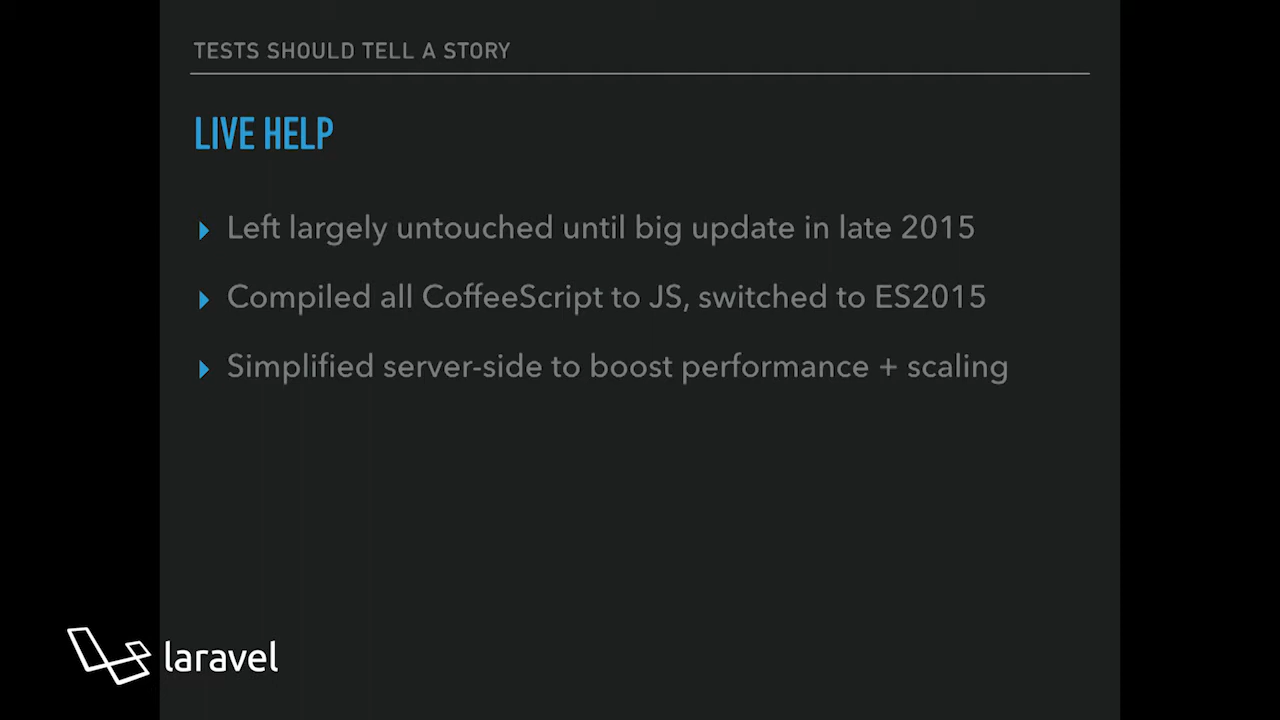 TESTS SHOULD TELL A STORY
LIVE HELP
Left largely untouched until big update in late 2015
Compiled all CoffeeScript to JS, switched to ES2015
Simplified server-side to boost performance + scaling
laravel